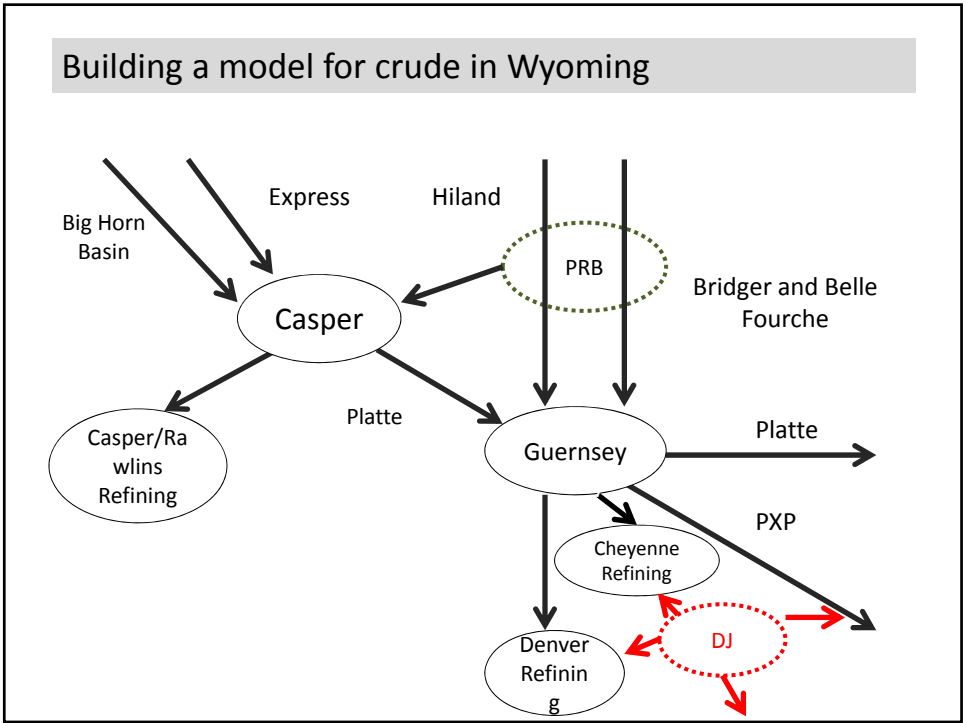 Building a model for crude in Wyoming
Express
Hiland
Big Horn
Basin
PRB
Bridger and Belle
Fourche
Casper
Platte
Casper/Ra
wlins
Refining
Guernsey
Platte
PXP
Cheyenne
Refining
DJ
Denver
Refinin
g